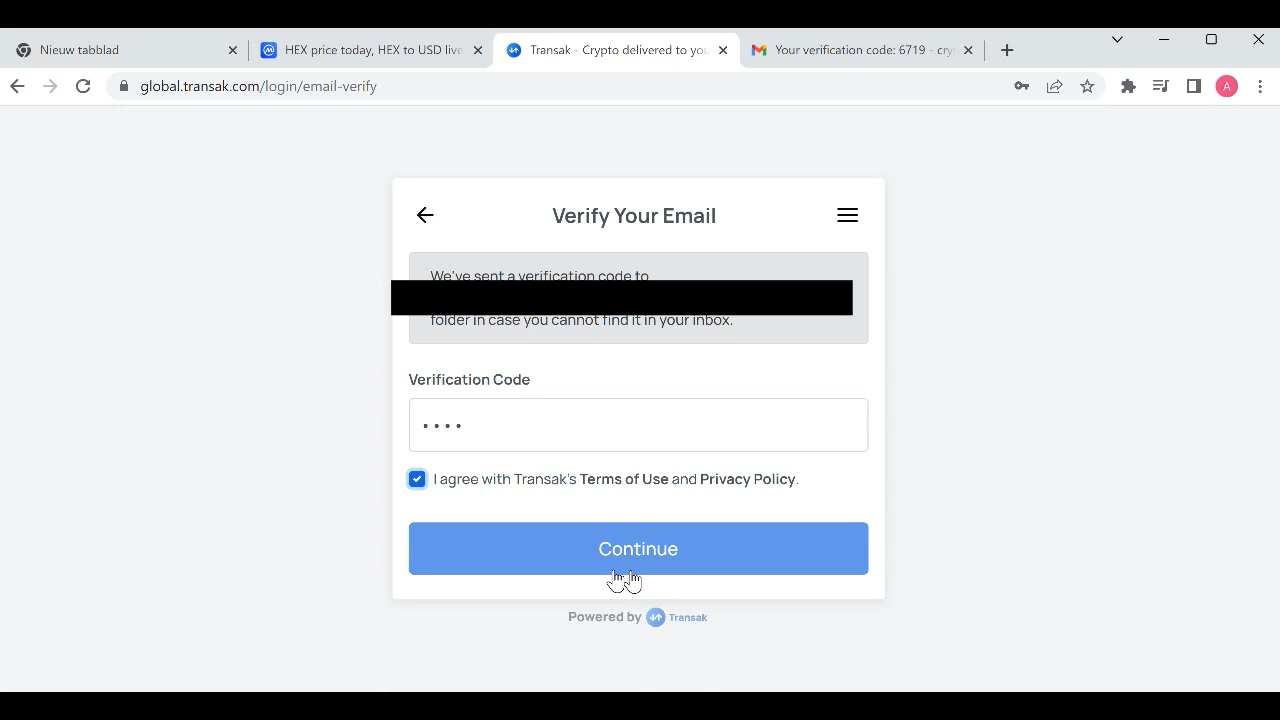 Nieuw tabblad
HEX price today, HEX to USD live
Transak - Crypto delivered to you
Your verification code: 6719 - cry
global.transak.com/login/email-verify
A
Verify Your Email
We've sent a verification code to
folder in case you cannot find it in your inbox.
Verification Code
I agree with Transak's Terms of Use and Privacy Policy.
Continue
Powered by Transak